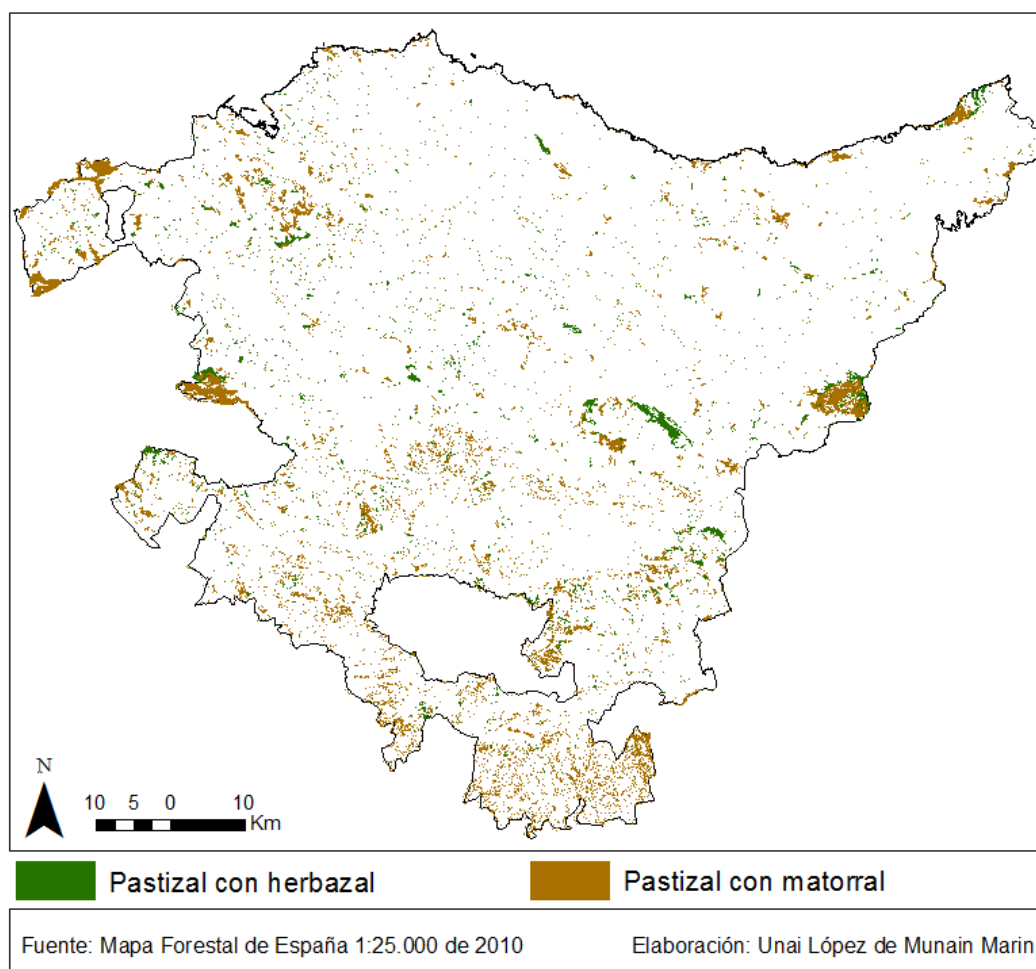 N
10 5 0 10
Km
Pastizal con herbazal
Pastizal con matorral
Fuente: Mapa Forestal de España 1:25.000 de 2010
Elaboración: Unai López de Munain Marin